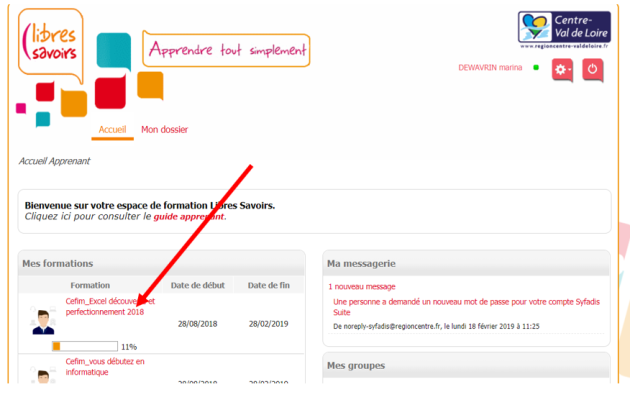 (libres
savoirs
Apprendre tout simplement
Centre-
Val de Loire
www.regioncentre-valdeloire.fr
DEWAVRIN marina
Accueil Mon dossier
Accueil Apprenant
Bienvenue sur votre espace de formation Libres Savoirs.
Cliquez ici pour consulter le guide apprenant.
Mes formations
Formation Date de début Date de fin
Cefim_Excel découverte et
perfectionnement 2018
28/08/2018 28/02/2019
11%
Cefim_vous débutez en
informatique
Ma messagerie
1 nouveau message
Une personne a demandé un nouveau mot de passe pour votre compte Syfadis
Suite
De noreply-syfadis@regioncentre.fr, le lundi 18 février 2019 à 11:25
Mes groupes